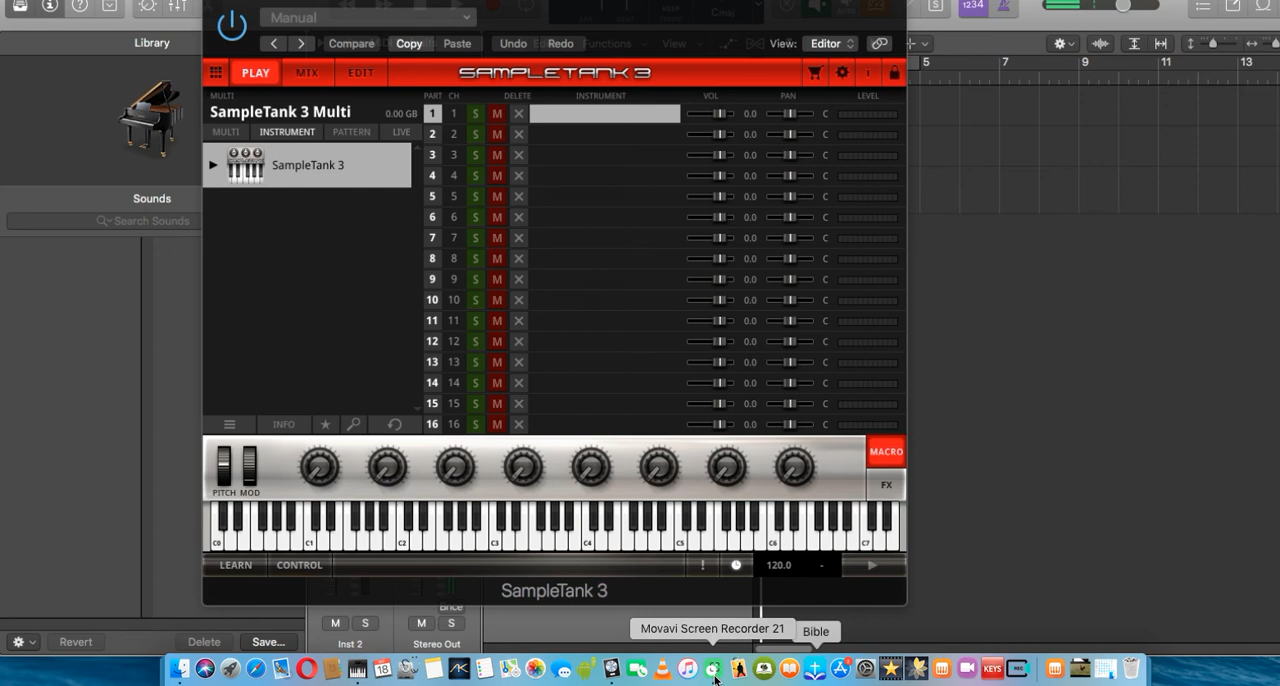 Manual
Cmaj
1234
S
Library
Compare
Copy
Paste
Undo
Redo
Functions
View
View:
Editor
5 7 9 11 13
PLAY
MIX
EDIT
SAMPLETANK 3
MULTI
PART CH DELETE INSTRUMENT VOL PAN LEVEL
SampleTank 3 Multi
0.00 GB
MULTI INSTRUMENT PATTERN LIVE
SampleTank 3
Sounds
Search Sounds
1 1 S M X 0.0 C
2 2 S M X 0.0 C
3 3 S M X 0.0 C
4 4 S M X 0.0 C
5 5 S M X 0.0 C
6 6 S M X 0.0 C
7 7 S M X 0.0 C
8 8 S M X 0.0 C
9 9 S M X 0.0 C
10 10 S M X 0.0 C
11 11 S M X 0.0 C
12 12 S M X 0.0 C
13 13 S M X 0.0 C
14 14 S M X 0.0 C
15 15 S M X 0.0 C
16 16 S M X 0.0 C
INFO
MACRO
FX
PITCH MOD
C0 C1 C2 C3 C4 C5 C6 C7
LEARN
CONTROL
!
120.0 -
SampleTank 3
Bnce
M S M S
Revert
Delete
Save...
Inst 2
Stereo Out
Movavi Screen Recorder 21
Bible
18
KEYS
REC